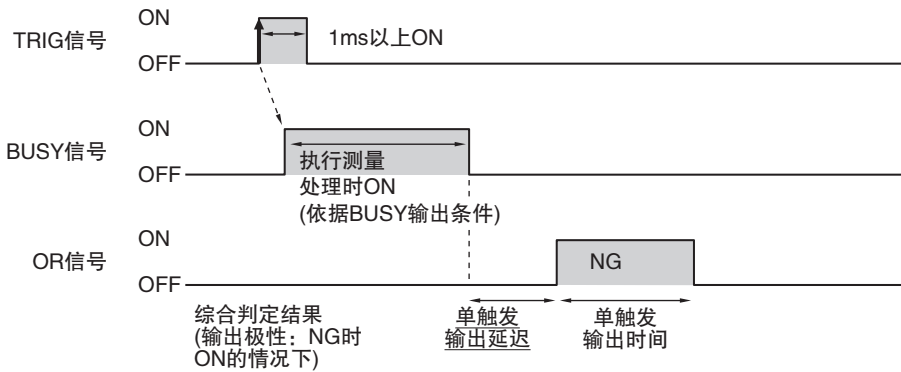 ON
TRIG信号
1ms以上ON
OFF
ON
BUSY信号
OFF
执行测量
处理时ON
(依据BUSY输出条件)
ON
OR信号
NG
OFF
综合判定结果
(输出极性：NG时
ON的情况下)
单触发
输出延迟
单触发
输出时间